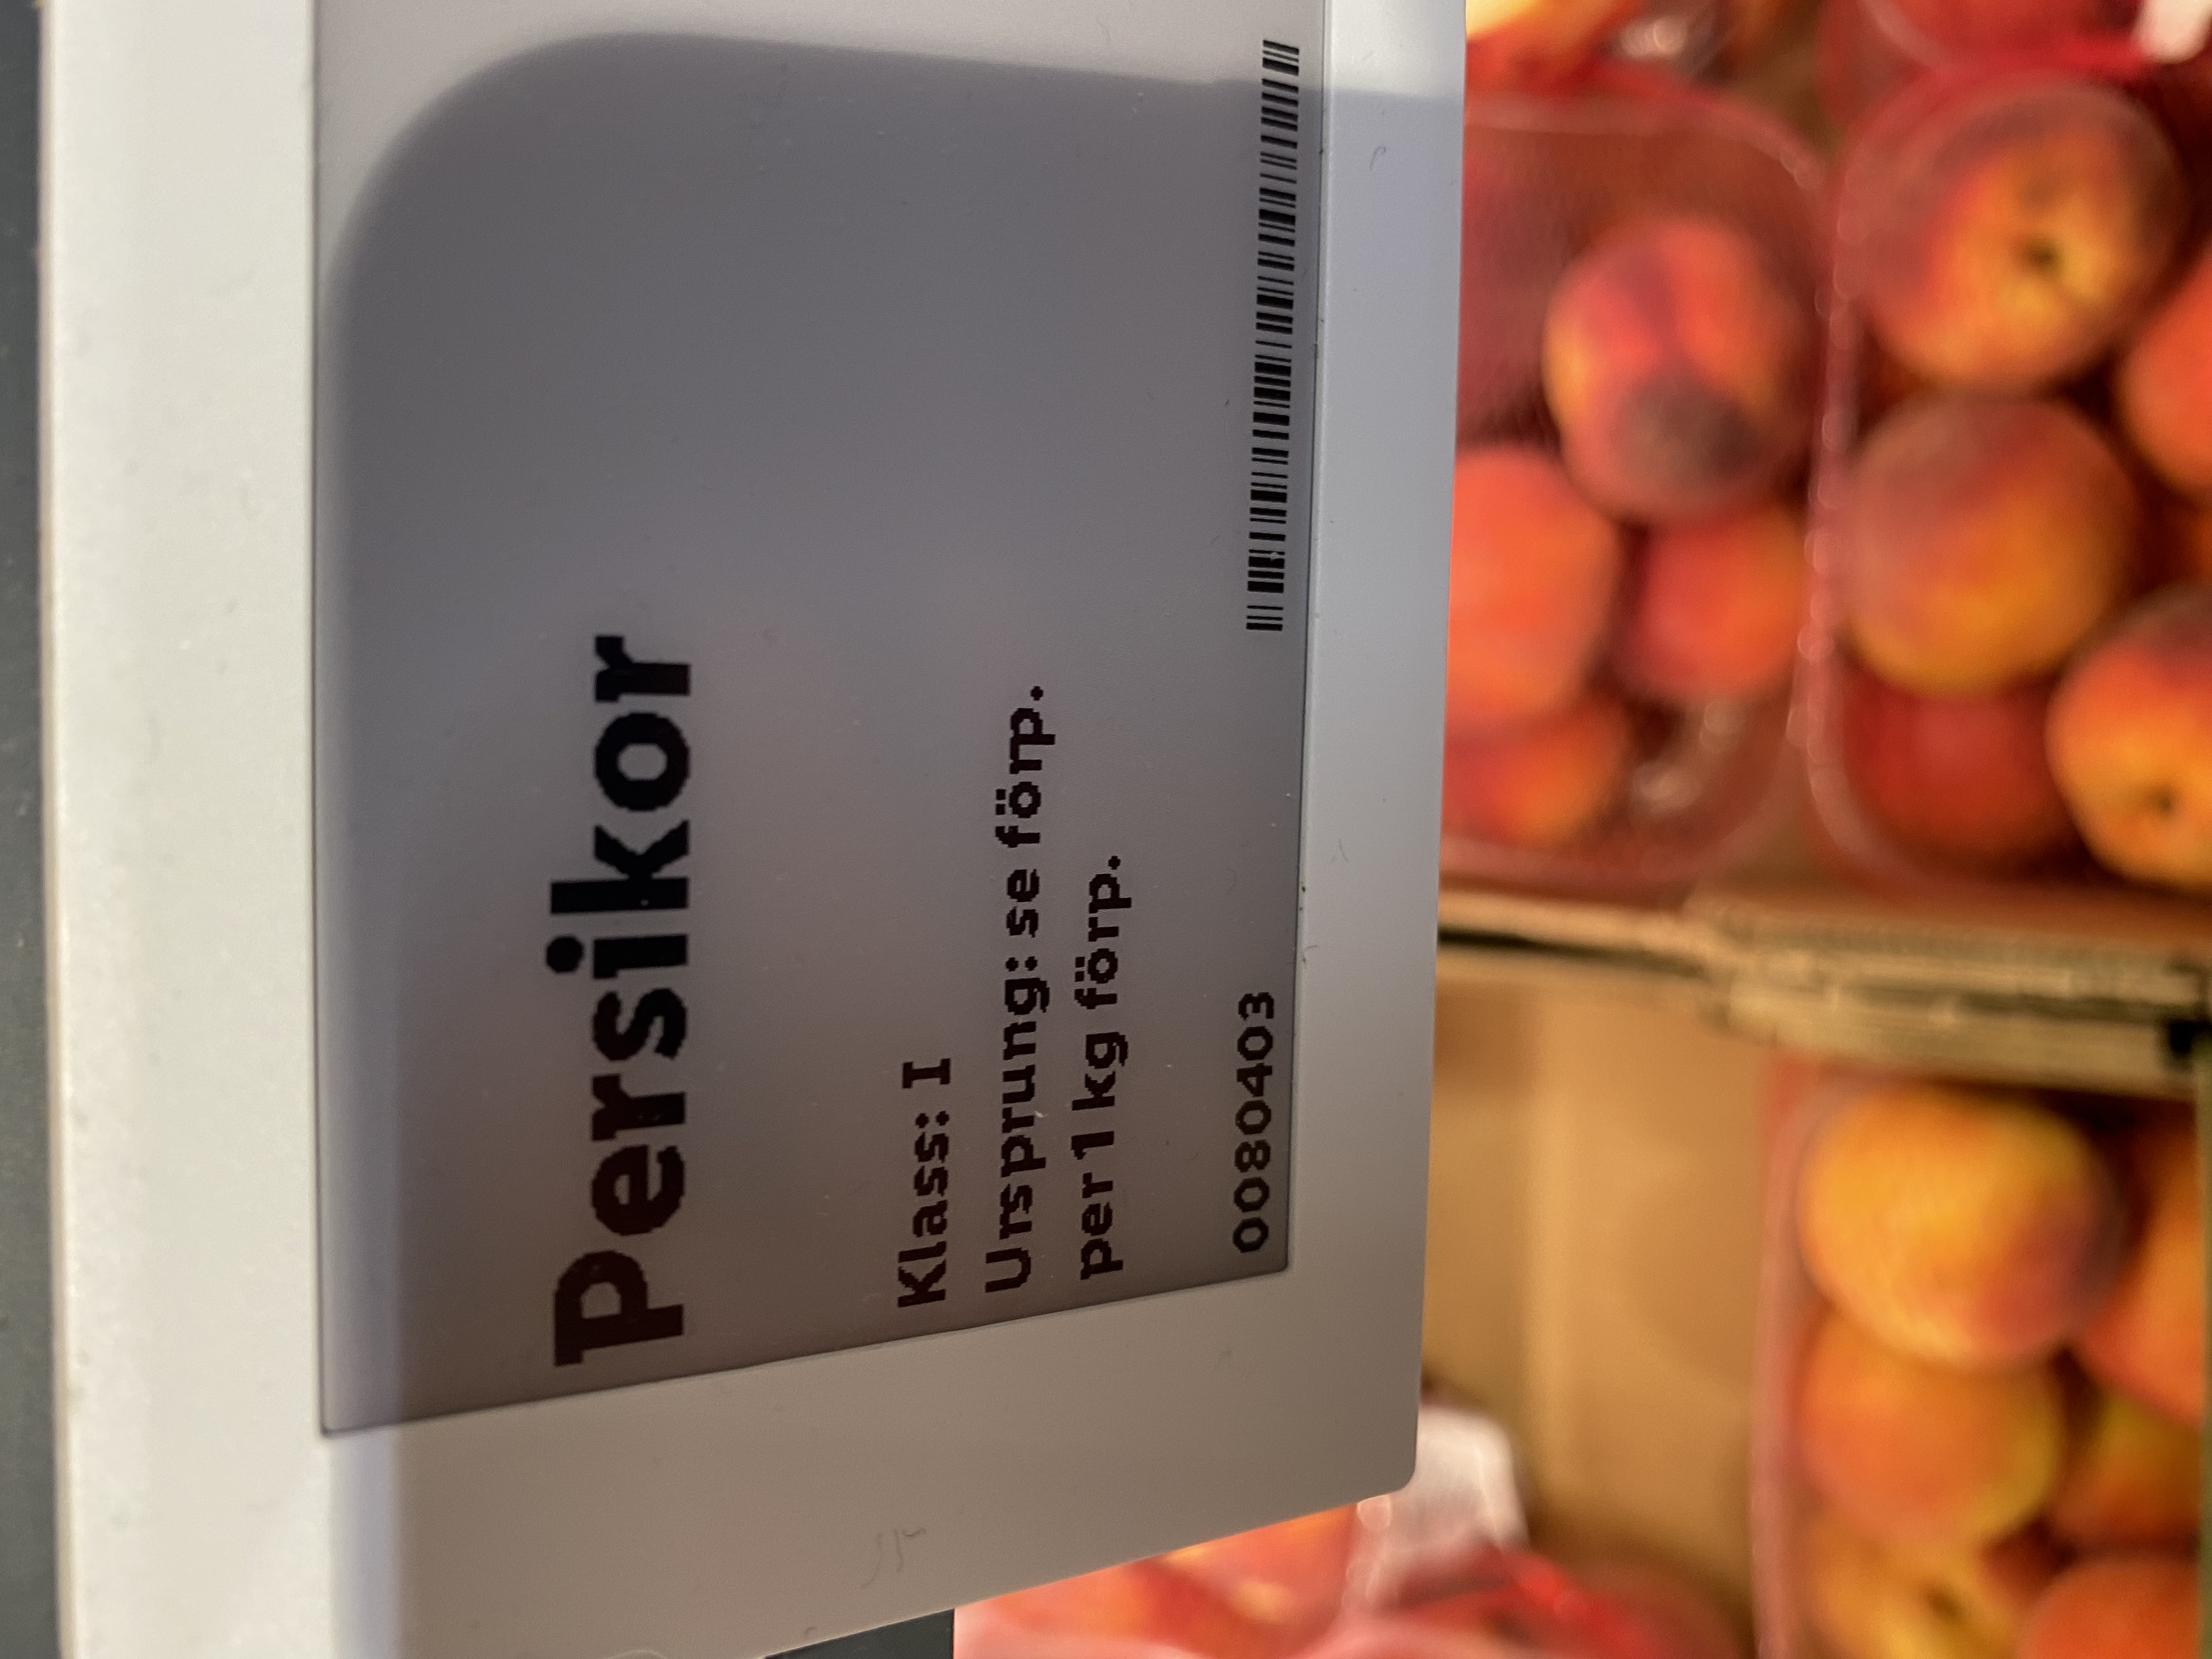 Persikor
Klass: I
Ursprung: se förp.
per 1 kg förp.
0080403